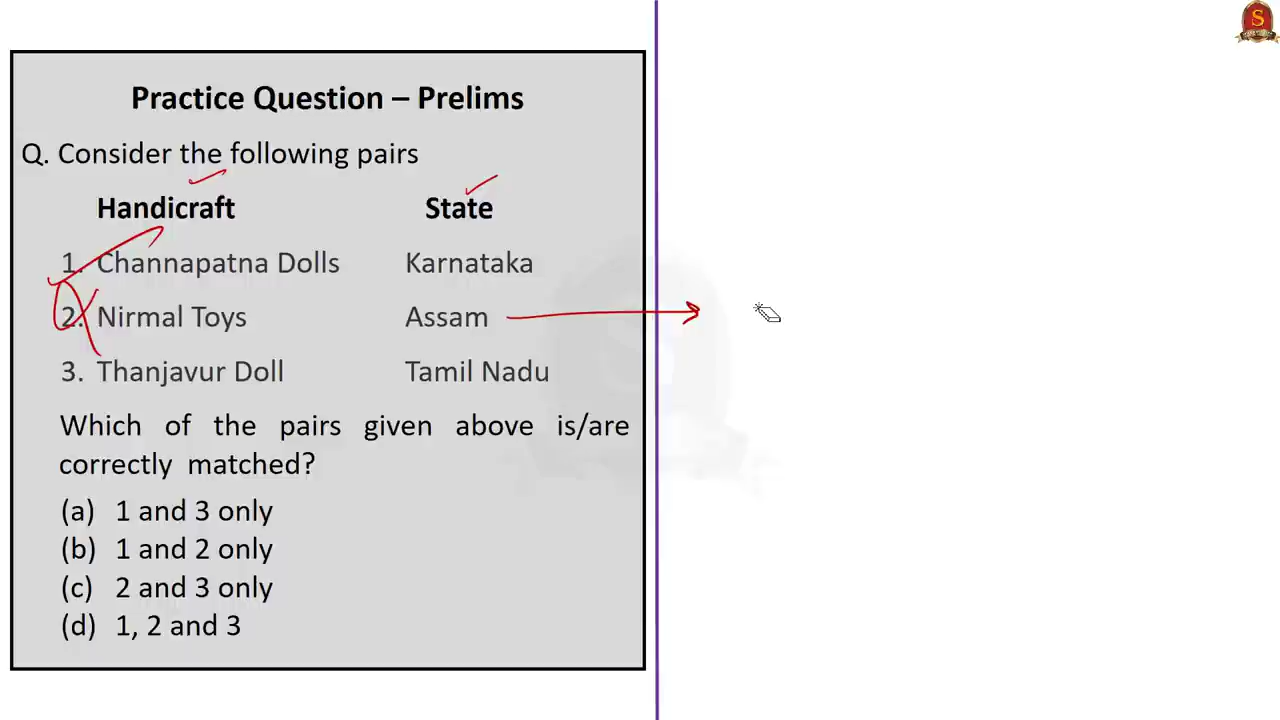 Practice Question – Prelims
Q. Consider the following pairs
Handicraft State
1. Channapatna Dolls Karnataka
2. Nirmal Toys Assam
3. Thanjavur Doll Tamil Nadu
Which of the pairs given above is/are
correctly matched?
(a) 1 and 3 only
(b) 1 and 2 only
(c) 2 and 3 only
(d) 1, 2 and 3
S